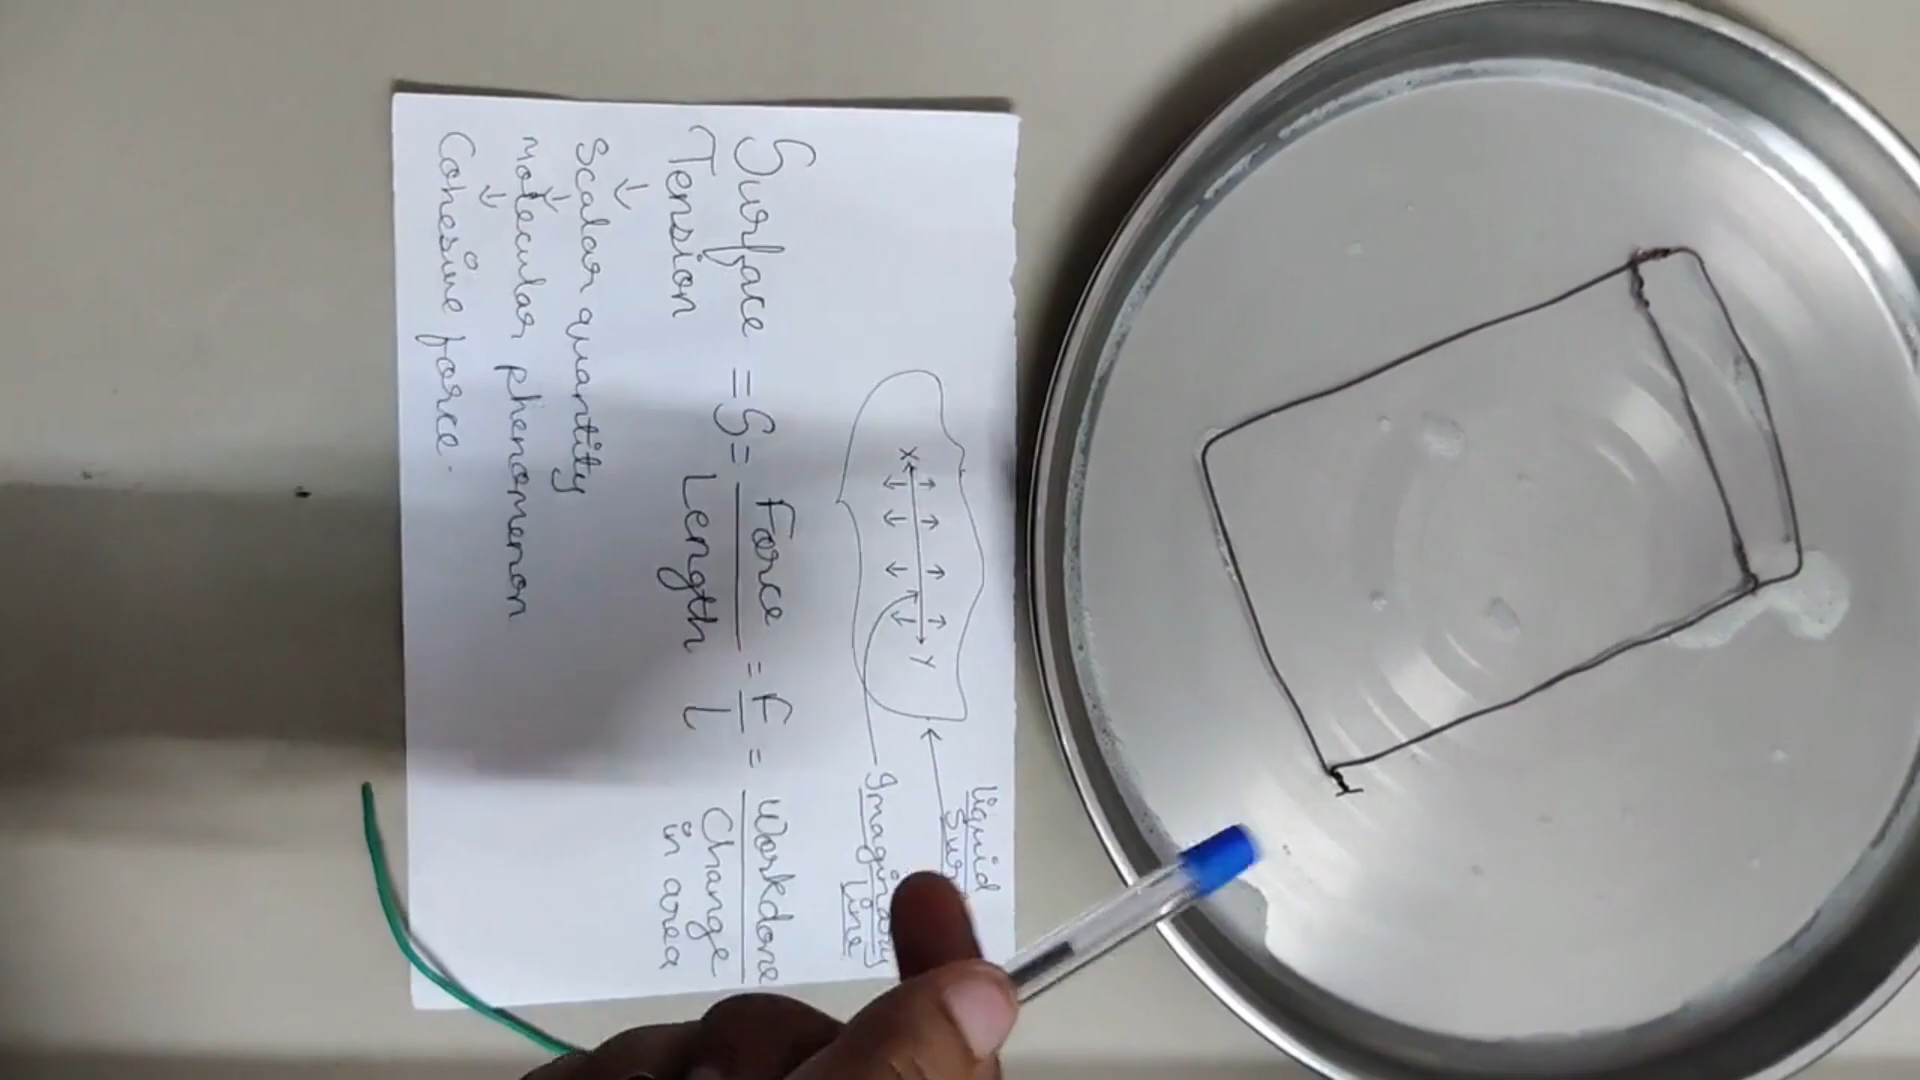 liquid
Imaginary
Line
X
Y
Surface = S = Force = F = Workdone
Tension Length L Change
in area
Scalar quantity
Molecular phenomenon
Cohesive force.